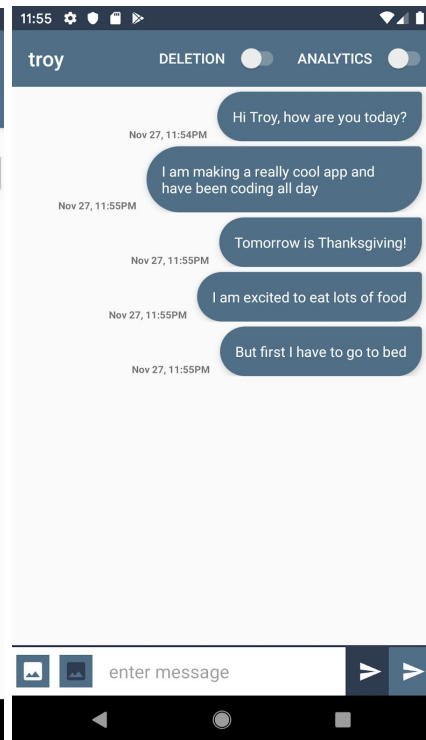 11:55
troy DELETION ANALYTICS
Hi Troy, how are you today?
Nov 27, 11:54PM
I am making a really cool app and
have been coding all day
Nov 27, 11:55PM
Tomorrow is Thanksgiving!
Nov 27, 11:55PM
I am excited to eat lots of food
Nov 27, 11:55PM
But first I have to go to bed
Nov 27, 11:55PM
enter message